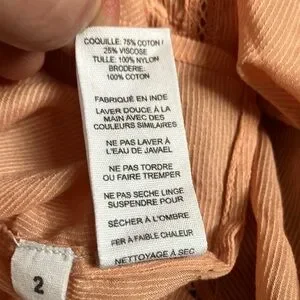 COQUILLE: 75% COTON /
25% VISCOSE
TULLE: 100% NYLON
BRODERIE:
100% COTON
FABRIQUÉ EN INDE
LAVER DOUCE À LA
MAIN AVEC DES
COULEURS SIMILAIRES
NE PAS LAVER À
L'EAU DE JAVAEL
NE PAS TORDRE
OU FAIRE TREMPER
NE PAS SECHE LINGE
SUSPENDRE POUR
SÉCHER À L'OMBRE
FER À FAIBLE CHALEUR
NETTOYAGE À SEC
2